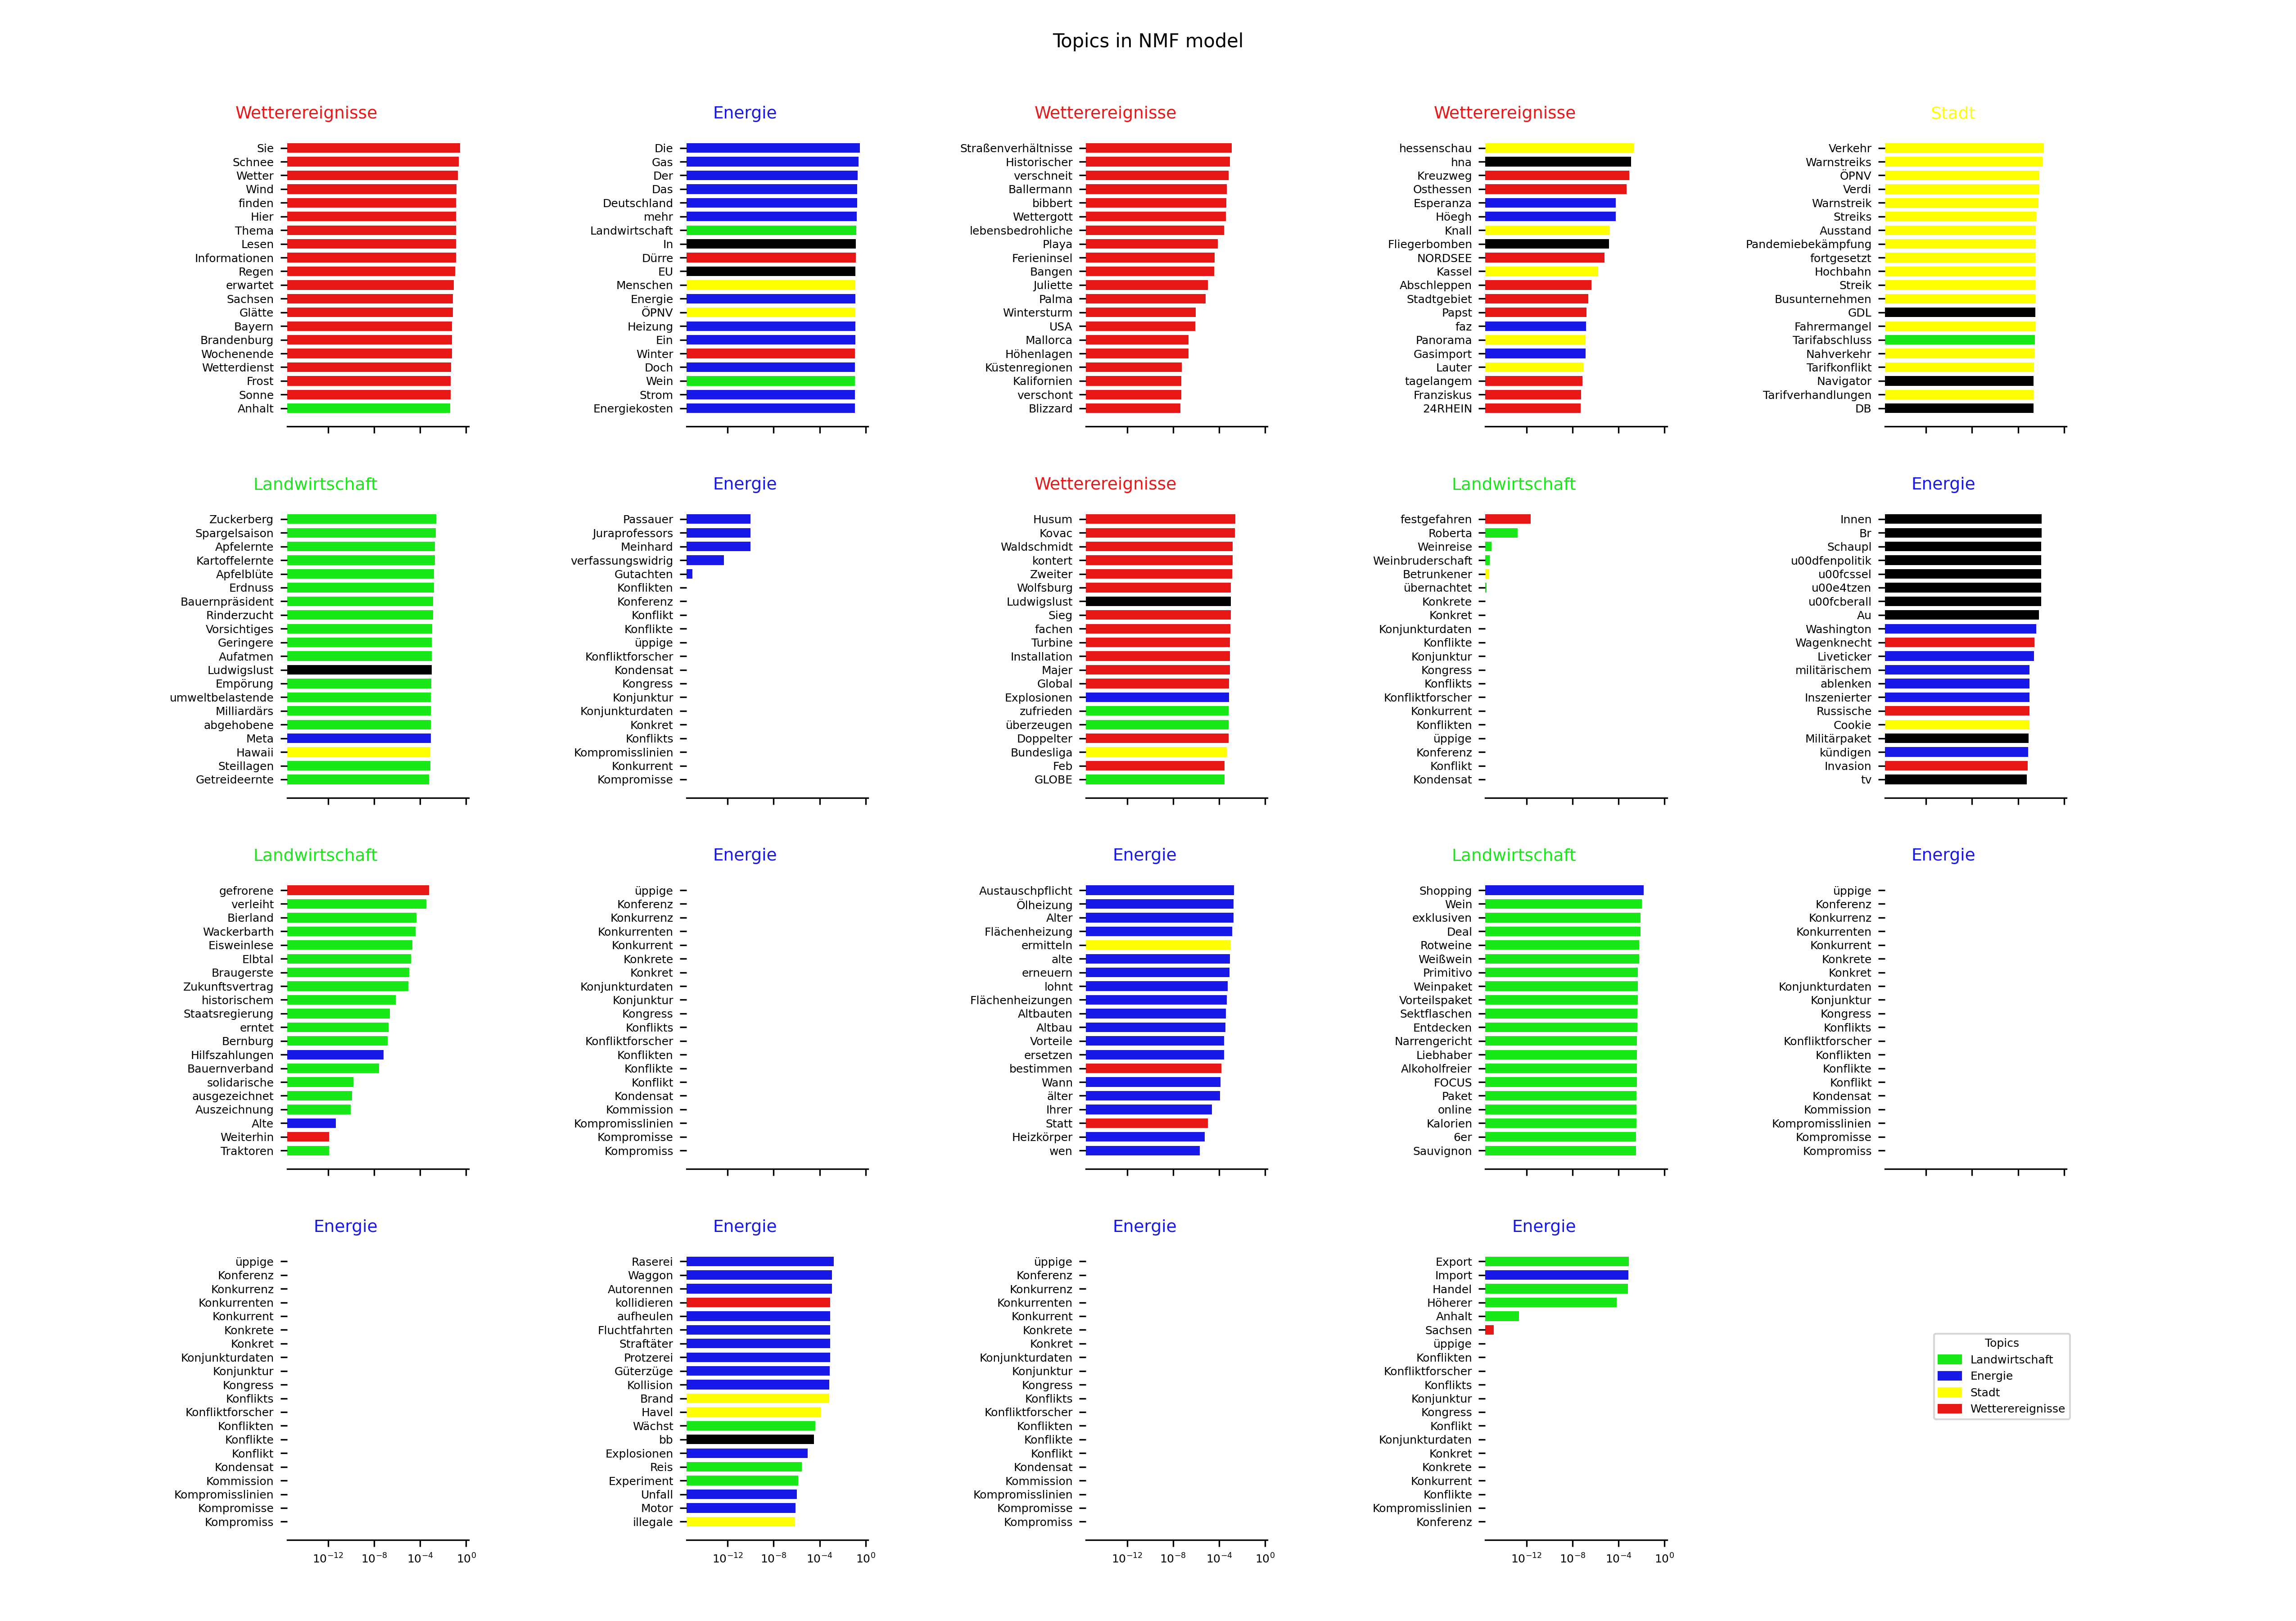 Topics in NMF model
Wetterereignisse
Sie
Schnee
Wetter
Wind
finden
Hier
Thema
Lesen
Informationen
Regen
erwartet
Sachsen
Glätte
Bayern
Brandenburg
Wochenende
Wetterdienst
Frost
Sonne
Anhalt
Energie
Die
Gas
Der
Das
Deutschland
mehr
Landwirtschaft
In
Dürre
EU
Menschen
Energie
ÖPNV
Heizung
Ein
Winter
Doch
Wein
Strom
Energiekosten
Wetterereignisse
Straßenverhältnisse
Historischer
verschneit
Ballermann
bibbert
Wettergott
lebensbedrohliche
Playa
Ferieninsel
Bangen
Juliette
Palma
Wintersturm
USA
Mallorca
Höhenlagen
Küstenregionen
Kalifornien
verschont
Blizzard
Wetterereignisse
hessenschau
hna
Kreuzweg
Osthessen
Esperanza
Höegh
Knall
Fliegerbomben
NORDSEE
Kassel
Abschleppen
Stadtgebiet
Papst
faz
Panorama
Gasimport
Lauter
tagelangem
Franziskus
24RHEIN
Stadt
Verkehr
Warnstreiks
ÖPNV
Verdi
Warnstreik
Streiks
Ausstand
Pandemiebekämpfung
fortgesetzt
Hochbahn
Streik
Busunternehmen
GDL
Fahrermangel
Tarifabschluss
Nahverkehr
Tarifkonflikt
Navigator
Tarifverhandlungen
DB
Landwirtschaft
Zuckerberg
Spargelsaison
Apfelernte
Kartoffelernte
Apfelblüte
Erdnuss
Bauernpräsident
Rinderzucht
Vorsichtiges
Geringere
Aufatmen
Ludwigslust
Empörung
umweltbelastende
Milliardärs
abgehobene
Meta
Hawaii
Steillagen
Getreideernte
Energie
Passauer
Juraprofessors
Meinhard
verfassungswidrig
Gutachten
Konflikten
Konferenz
Konflikt
Konflikte
üppige
Konfliktforscher
Kondensat
Kongress
Konjunktur
Konjunkturdaten
Konkret
Konflikts
Kompromisslinien
Konkurrent
Kompromisse
Wetterereignisse
Husum
Kovac
Waldschmidt
kontert
Zweiter
Wolfsburg
Ludwigslust
Sieg
fachen
Turbine
Installation
Majer
Global
Explosionen
zufrieden
überzeugen
Doppelter
Bundesliga
Feb
GLOBE
Landwirtschaft
festgefahren
Roberta
Weinreise
Weinbruderschaft
Betrunkener
übernachtet
Konkrete
Konkret
Konjunkturdaten
Konflikte
Konjunktur
Kongress
Konflikts
Konfliktforscher
Konkurrent
Konflikten
üppige
Konferenz
Konflikt
Kondensat
Energie
Innen
Br
Schaupl
u00dfenpolitik
u00fcssel
u00e4tzen
u00fcberall
Au
Washington
Wagenknecht
Liveticker
militärischem
ablenken
Inszenierter
Russische
Cookie
Militärpaket
kündigen
Invasion
tv
Landwirtschaft
gefrorene
verleiht
Bierland
Wackerbarth
Eisweinlese
Elbtal
Braugerste
Zukunftsvertrag
historischem
Staatsregierung
erntet
Bernburg
Hilfszahlungen
Bauernverband
solidarische
ausgezeichnet
Auszeichnung
Alte
Weiterhin
Traktoren
Energie
üppige
Konferenz
Konkurrenz
Konkurrenten
Konkurrent
Konkrete
Konkret
Konjunkturdaten
Konjunktur
Kongress
Konflikts
Konfliktforscher
Konflikten
Konflikte
Konflikt
Kondensat
Kommission
Kompromisslinien
Kompromisse
Kompromiss
Energie
Austauschpflicht
Ölheizung
Alter
Flächenheizung
ermitteln
alte
erneuern
lohnt
Flächenheizungen
Altbauten
Altbau
Vorteile
ersetzen
bestimmen
Wann
älter
Ihrer
Statt
Heizkörper
wen
Landwirtschaft
Shopping
Wein
exklusiven
Deal
Rotweine
Weißwein
Primitivo
Weinpaket
Vorteilspaket
Sektflaschen
Entdecken
Narrengericht
Liebhaber
Alkoholfreier
FOCUS
Paket
online
Kalorien
6er
Sauvignon
Energie
üppige
Konferenz
Konkurrenz
Konkurrenten
Konkurrent
Konkrete
Konkret
Konjunkturdaten
Konjunktur
Kongress
Konflikts
Konfliktforscher
Konflikten
Konflikte
Konflikt
Kondensat
Kommission
Kompromisslinien
Kompromisse
Kompromiss
Energie
üppige
Konferenz
Konkurrenz
Konkurrenten
Konkurrent
Konkrete
Konkret
Konjunkturdaten
Konjunktur
Kongress
Konflikts
Konfliktforscher
Konflikten
Konflikte
Konflikt
Kondensat
Kommission
Kompromisslinien
Kompromisse
Kompromiss
10⁻¹² 10⁻⁸ 10⁻⁴ 10⁰
Energie
Raserei
Waggon
Autorennen
kollidieren
aufheulen
Fluchtfahrten
Straftäter
Protzerei
Güterzüge
Kollision
Brand
Havel
Wächst
bb
Explosionen
Reis
Experiment
Unfall
Motor
illegale
10⁻¹² 10⁻⁸ 10⁻⁴ 10⁰
Energie
üppige
Konferenz
Konkurrenz
Konkurrenten
Konkurrent
Konkrete
Konkret
Konjunkturdaten
Konjunktur
Kongress
Konflikts
Konfliktforscher
Konflikten
Konflikte
Konflikt
Kondensat
Kommission
Kompromisslinien
Kompromisse
Kompromiss
10⁻¹² 10⁻⁸ 10⁻⁴ 10⁰
Energie
Export
Import
Handel
Höherer
Anhalt
Sachsen
üppige
Konflikten
Konfliktforscher
Konflikts
Konjunktur
Kongress
Konflikt
Konjunkturdaten
Konkret
Konkrete
Konkurrent
Konflikte
Kompromisslinien
Konferenz
10⁻¹² 10⁻⁸ 10⁻⁴ 10⁰
Topics
Landwirtschaft
Energie
Stadt
Wetterereignisse